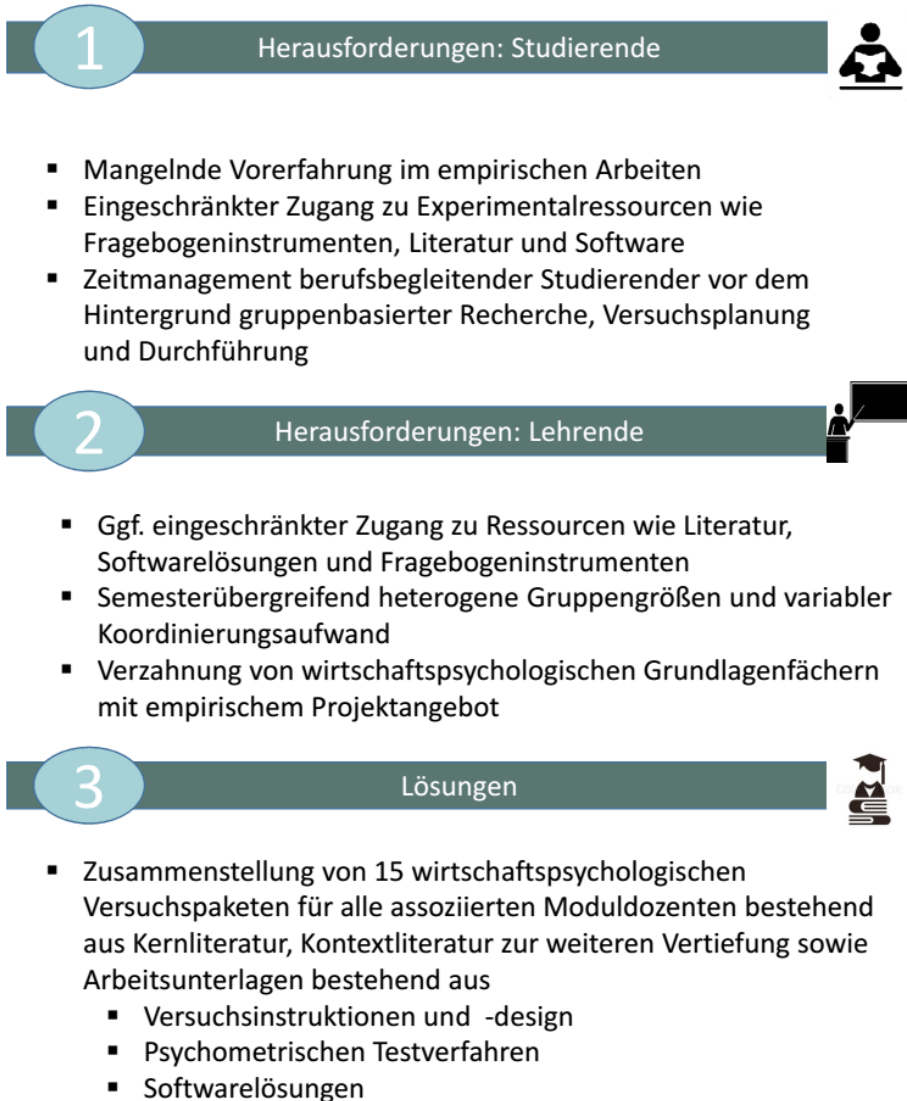 1
Herausforderungen: Studierende
▪ Mangelnde Vorerfahrung im empirischen Arbeiten
▪ Eingeschränkter Zugang zu Experimentalressourcen wie
Fragebogeninstrumenten, Literatur und Software
▪ Zeitmanagement berufsbegleitender Studierender vor dem
Hintergrund gruppenbasierter Recherche, Versuchsplanung
und Durchführung
2
Herausforderungen: Lehrende
▪ Ggf. eingeschränkter Zugang zu Ressourcen wie Literatur,
Softwarelösungen und Fragebogeninstrumenten
▪ Semesterübergreifend heterogene Gruppengrößen und variabler
Koordinierungsaufwand
▪ Verzahnung von wirtschaftspsychologischen Grundlagenfächern
mit empirischem Projektangebot
3
Lösungen
▪ Zusammenstellung von 15 wirtschaftspsychologischen
Versuchspaketen für alle assoziierten Moduldozenten bestehend
aus Kernliteratur, Kontextliteratur zur weiteren Vertiefung sowie
Arbeitsunterlagen bestehend aus
▪ Versuchsinstruktionen und -design
▪ Psychometrischen Testverfahren
▪ Softwarelösungen